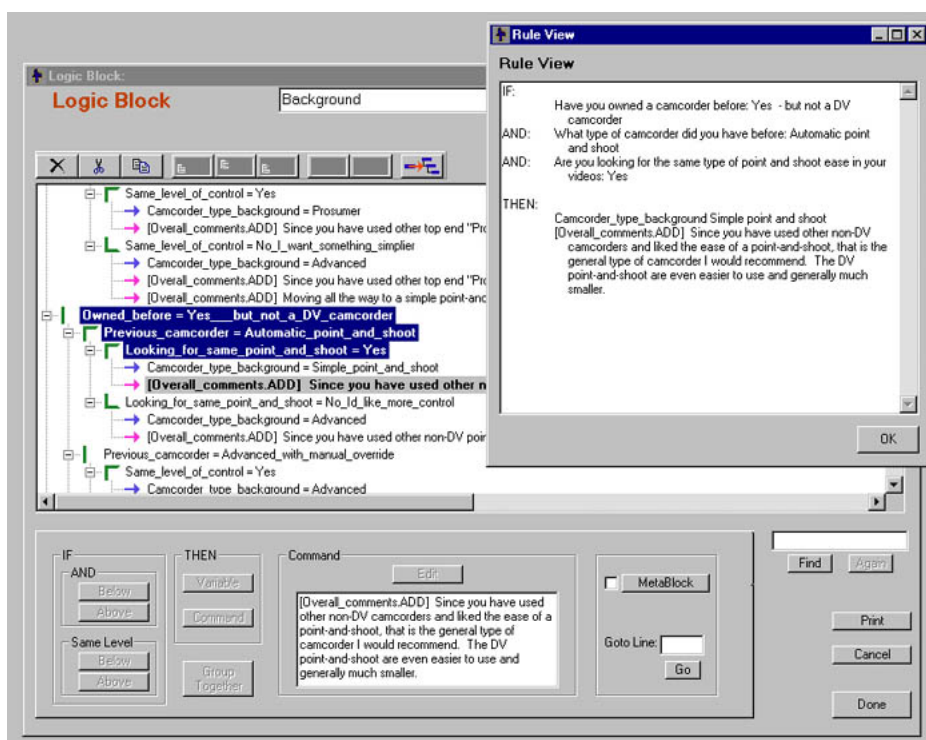 Rule View
Rule View
IF:
Have you owned a camcorder before: Yes - but not a DV
camcorder
AND: What type of camcorder did you have before: Automatic point
and shoot
AND: Are you looking for the same type of point and shoot ease in your
videos: Yes
THEN:
Camcorder_type_background Simple point and shoot
[Overall_comments.ADD] Since you have used other non-DV
camcorders and liked the ease of a point-and-shoot, that is the
general type of camcorder I would recommend. The DV
point-and-shoot are even easier to use and generally much
smaller.
OK
Logic Block:
Logic Block
Background
Same_level_of_control = Yes
Camcorder_type_background = Prosumer
[Overall_comments.ADD] Since you have used other top end "Pro
Same_level_of_control = No_I_want_something_simplier
Camcorder_type_background = Advanced
[Overall_comments.ADD] Since you have used other top end "Pro
[Overall_comments.ADD] Moving all the way to a simple point-and
Owned_before = Yes___but_not_a_DV_camcorder
Previous_camcorder = Automatic_point_and_shoot
Looking_for_same_point_and_shoot = Yes
Camcorder_type_background = Simple_point_and_shoot
[Overall_comments.ADD] Since you have used other n
Looking_for_same_point_and_shoot = No_Id_like_more_control
Camcorder_type_background = Advanced
[Overall_comments.ADD] Since you have used other non-DV poin
Previous_camcorder = Advanced_with_manual_override
Same_level_of_control = Yes
Camcorder_type_background = Advanced
IF
AND
Below
Above
Same Level
Below
Above
THEN
Variable
Command
Group
Together
Command
Edit
[Overall_comments.ADD] Since you have used
other non-DV camcorders and liked the ease of a
point-and-shoot, that is the general type of
camcorder I would recommend. The DV
point-and-shoot are even easier to use and
generally much smaller.
MetaBlock
Goto Line:
Go
Find
Again
Print
Cancel
Done